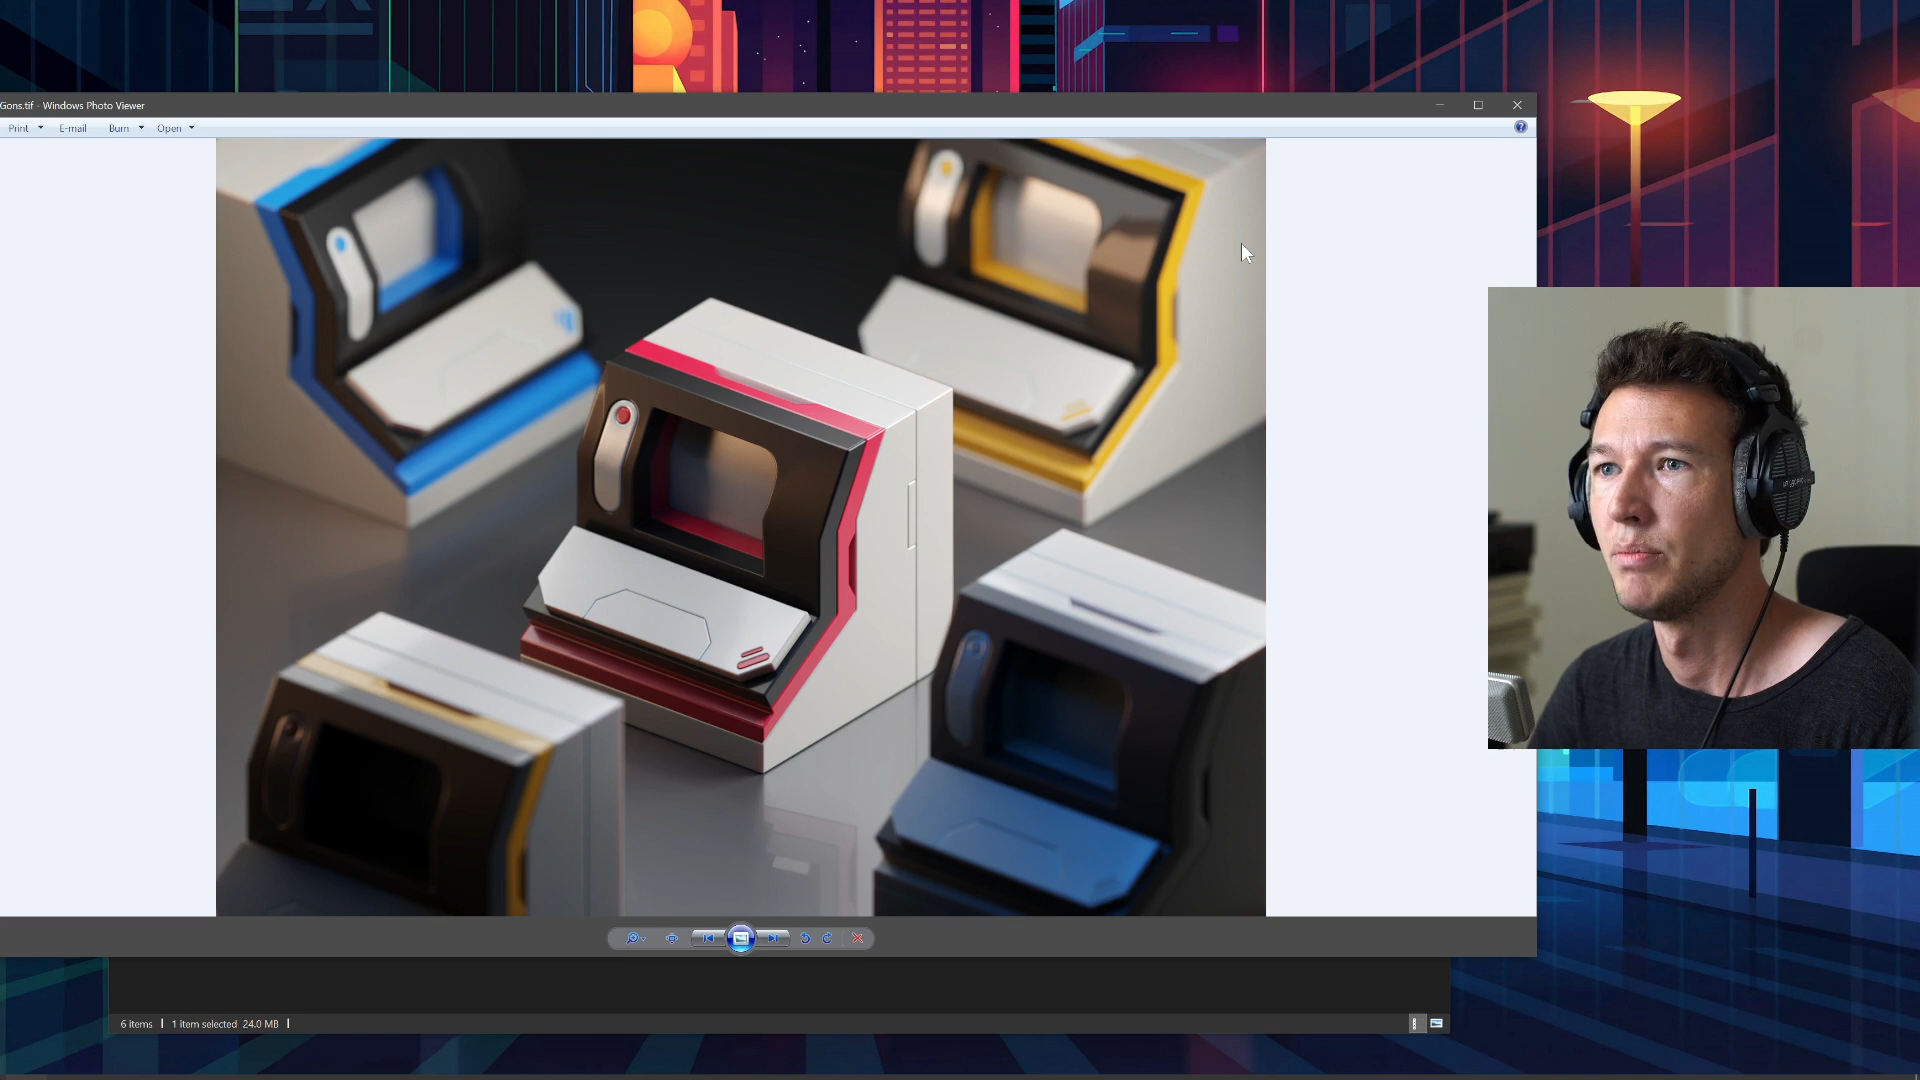 Gons.tif - Windows Photo Viewer
Print E-mail Burn Open
6 items 1 item selected 24.0 MB